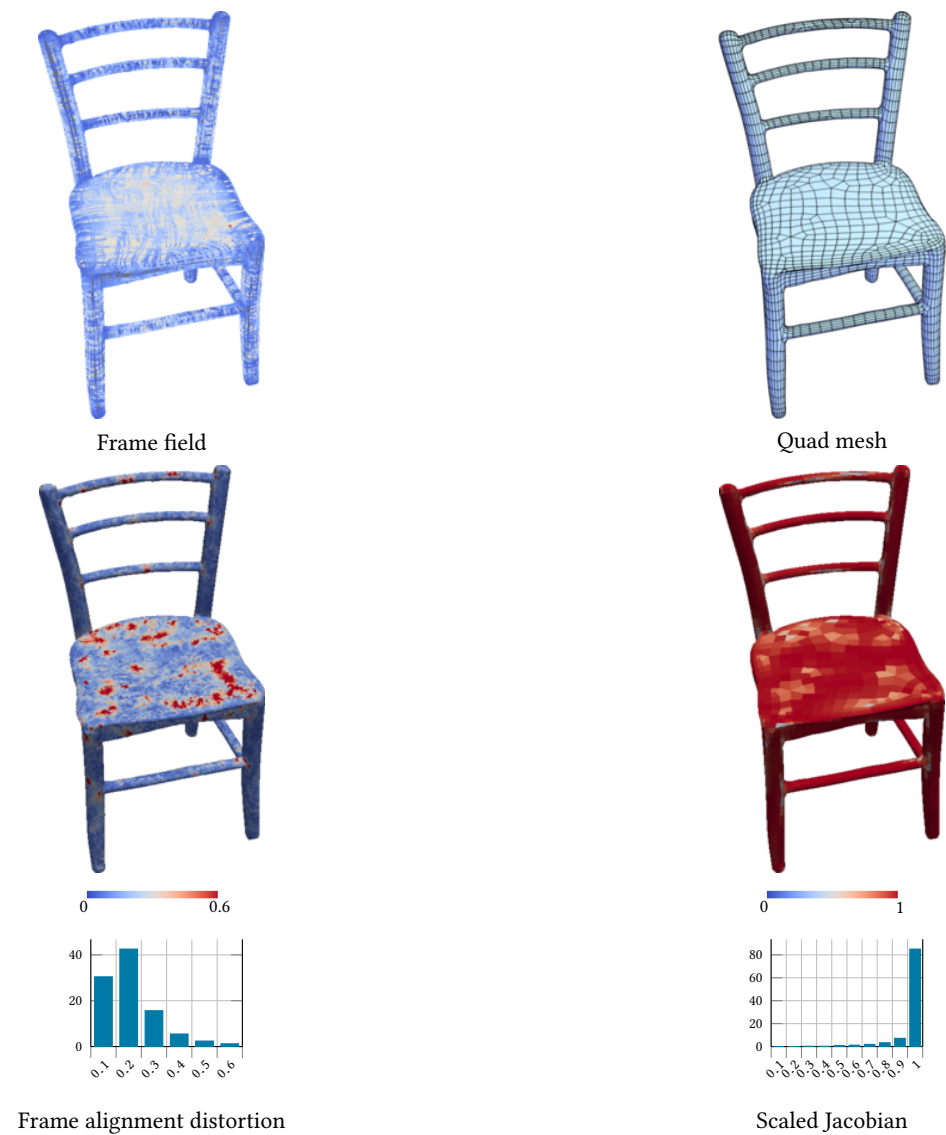 Frame field
Quad mesh
0 0.6
0 1
40
20
0
0.1 0.2 0.3 0.4 0.5 0.6
80
60
40
20
0
0.1 0.2 0.3 0.4 0.5 0.6 0.7 0.8 0.9 1
Frame alignment distortion
Scaled Jacobian